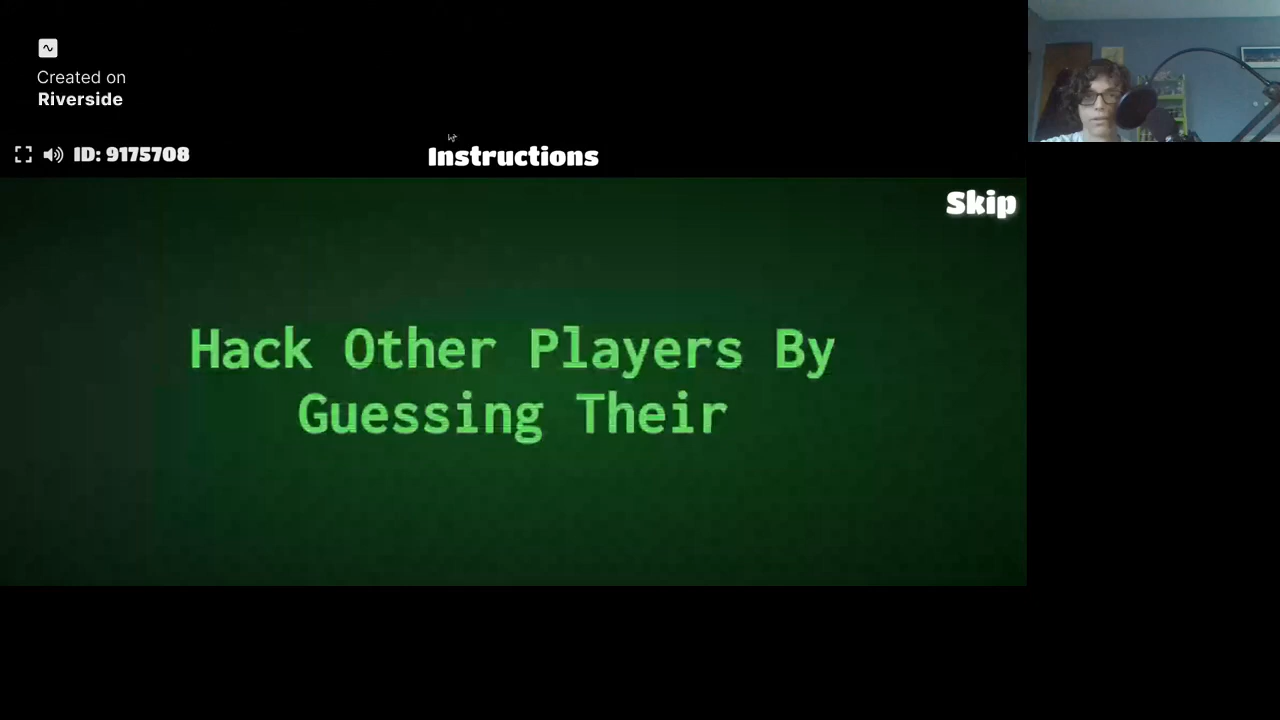 Created on
Riverside
ID: 9175708
Instructions
Skip
Hack Other Players By
Guessing Their